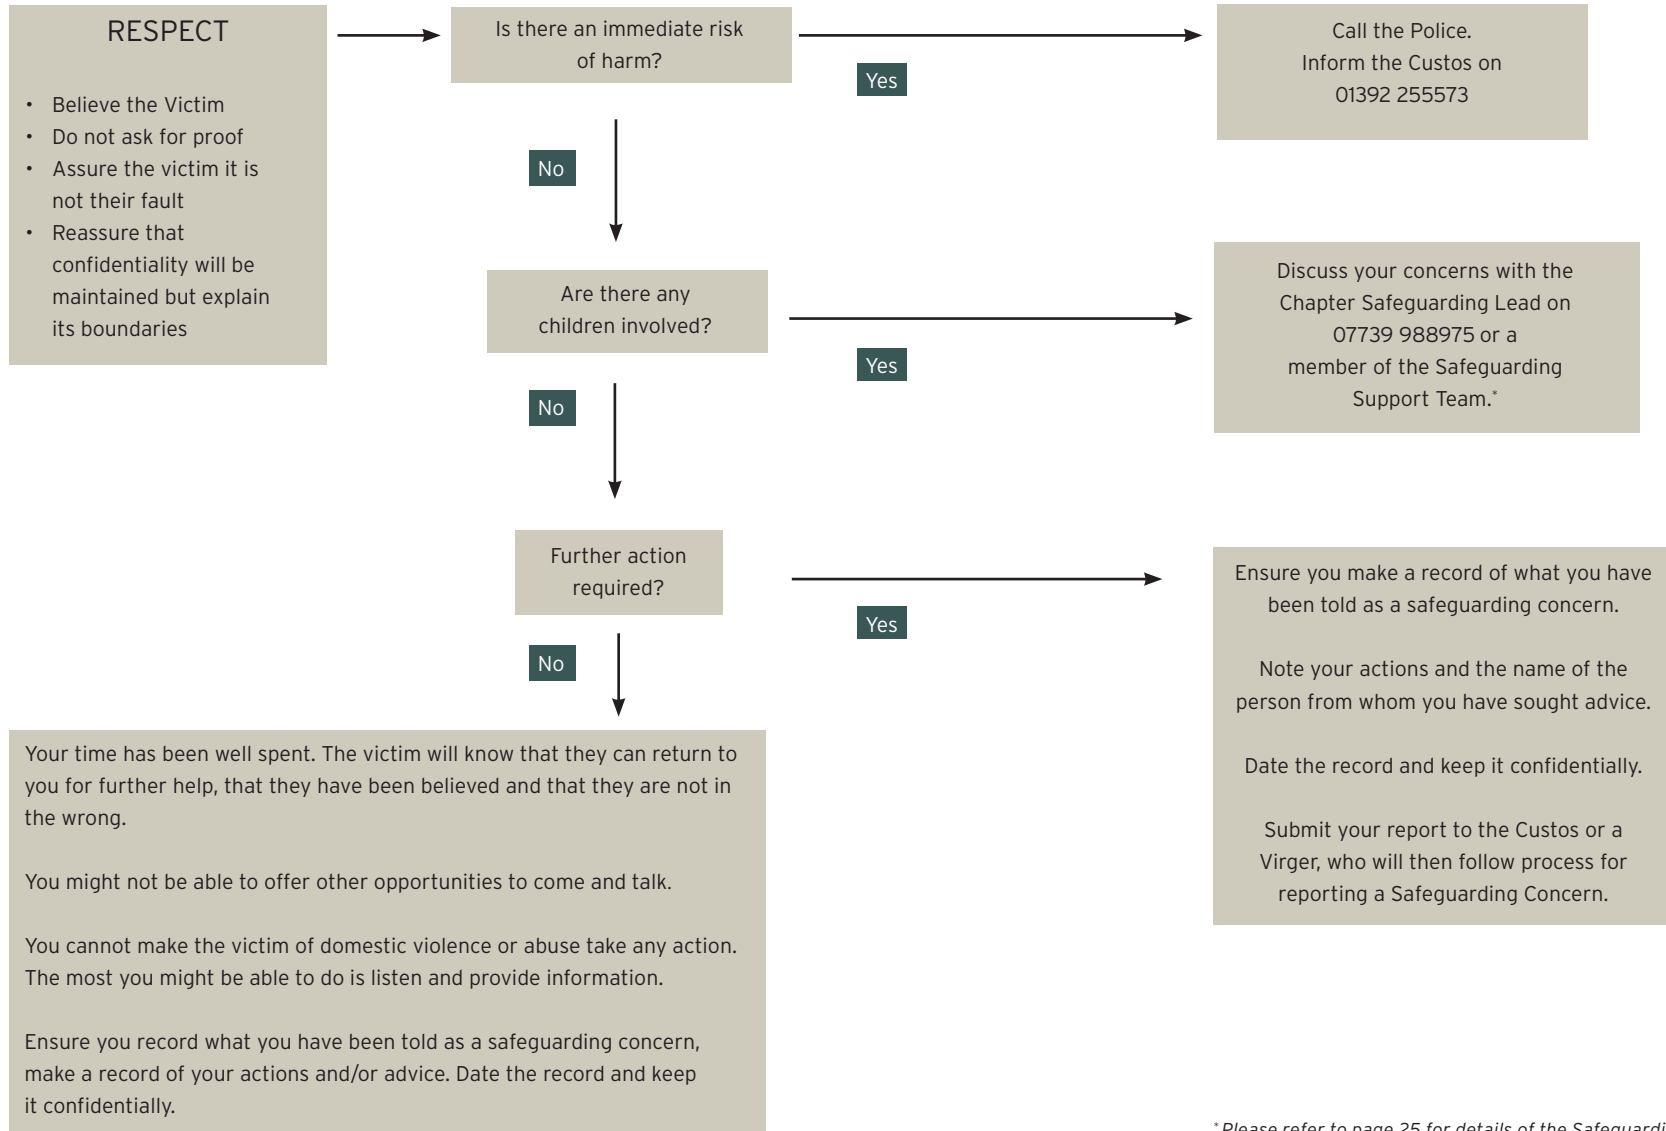 RESPECT
• Believe the Victim
• Do not ask for proof
• Assure the victim it is
not their fault
• Reassure that
confidentiality will be
maintained but explain
its boundaries
Is there an immediate risk
of harm?
Yes
Call the Police.
Inform the Custos on
01392 255573
No
Are there any
children involved?
Yes
Discuss your concerns with the
Chapter Safeguarding Lead on
07739 988975 or a
member of the Safeguarding
Support Team.*
No
Further action
required?
Yes
Ensure you make a record of what you have
been told as a safeguarding concern.
Note your actions and the name of the
person from whom you have sought advice.
Date the record and keep it confidentially.
Submit your report to the Custos or a
Virger, who will then follow process for
reporting a Safeguarding Concern.
No
Your time has been well spent. The victim will know that they can return to
you for further help, that they have been believed and that they are not in
the wrong.
You might not be able to offer other opportunities to come and talk.
You cannot make the victim of domestic violence or abuse take any action.
The most you might be able to do is listen and provide information.
Ensure you record what you have been told as a safeguarding concern,
make a record of your actions and/or advice. Date the record and keep
it confidentially.
*Please refer to page 25 for details of the Safeguardi